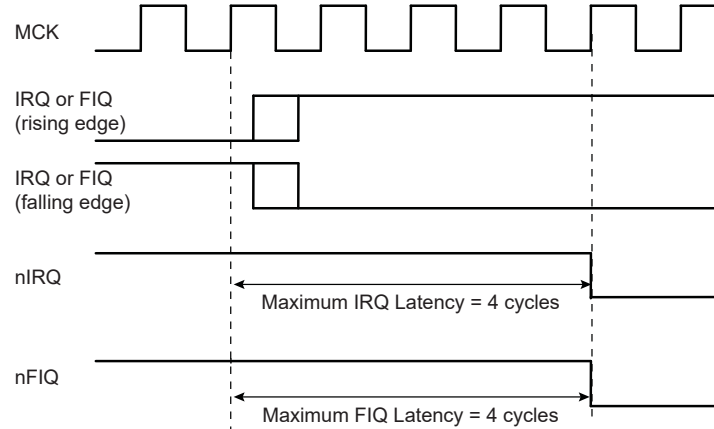 MCK
IRQ or FIQ
(rising edge)
IRQ or FIQ
(falling edge)
nIRQ
Maximum IRQ Latency = 4 cycles
nFIQ
Maximum FIQ Latency = 4 cycles